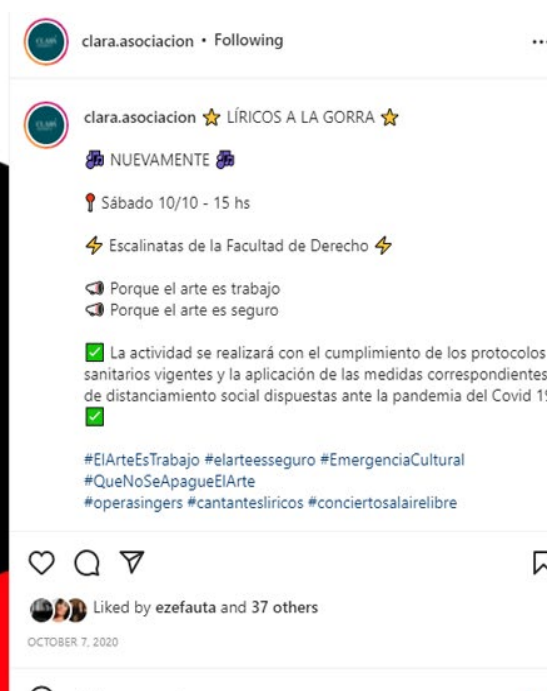 clara.asociacion • Following
clara.asociacion ⭐ LÍRICOS A LA GORRA ⭐
🎶 NUEVAMENTE 🎶
📍 Sábado 10/10 - 15 hs
⚡ Escalinatas de la Facultad de Derecho ⚡
📢 Porque el arte es trabajo
📢 Porque el arte es seguro
✅ La actividad se realizará con el cumplimiento de los protocolos
sanitarios vigentes y la aplicación de las medidas correspondientes
de distanciamiento social dispuestas ante la pandemia del Covid
✅
#ElArteEsTrabajo #elarteesseguro #EmergenciaCultural
#QueNoSeApagueElArte
#operasingers #cantantesliricos #conciertosalairelibre
Liked by ezefauta and 37 others
OCTOBER 7, 2020